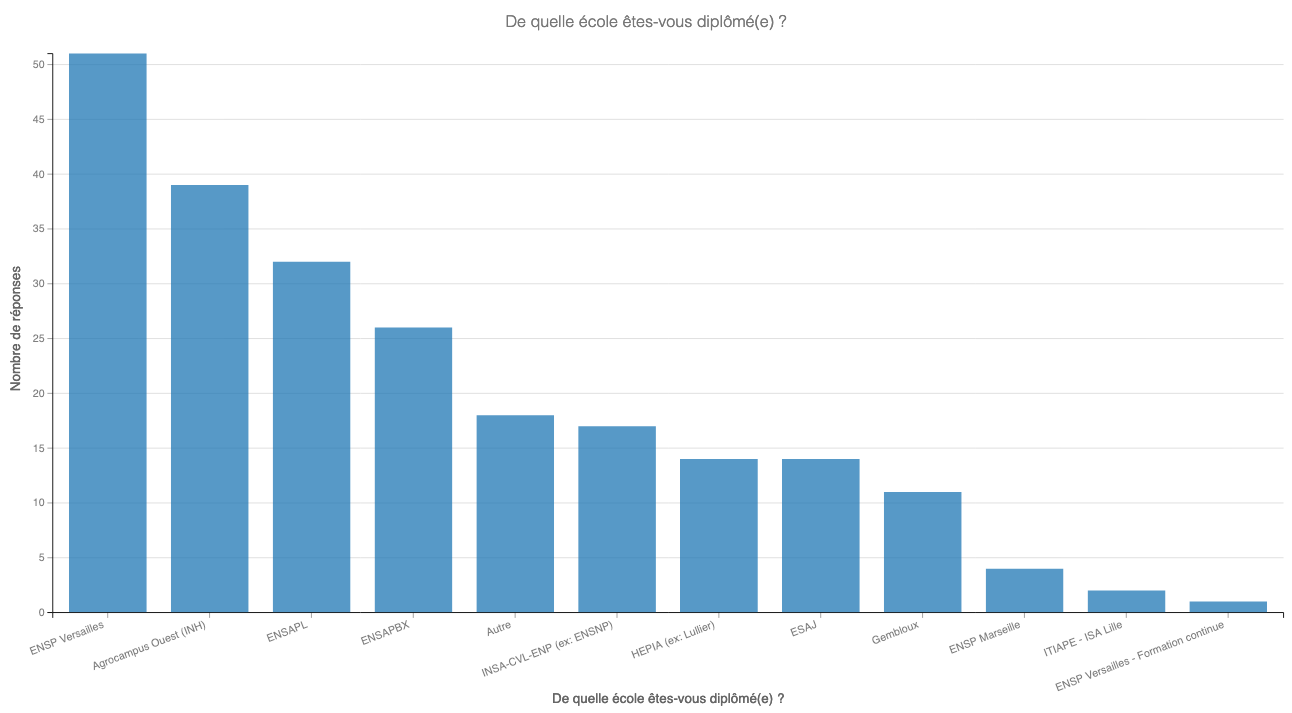 De quelle école êtes-vous diplômé(e) ?
Nombre de réponses
50
45
40
35
30
25
20
15
10
5
0
ENSP Versailles
Agrocampus Ouest (INH)
ENSAPL
ENSAPBX
Autre
INSA-CVL-ENP (ex: ENSNP)
HEPIA (ex: Lullier)
ESAJ
Gembloux
ENSP Marseille
ITIAPE - ISA Lille
ENSP Versailles - Formation continue
De quelle école êtes-vous diplômé(e) ?